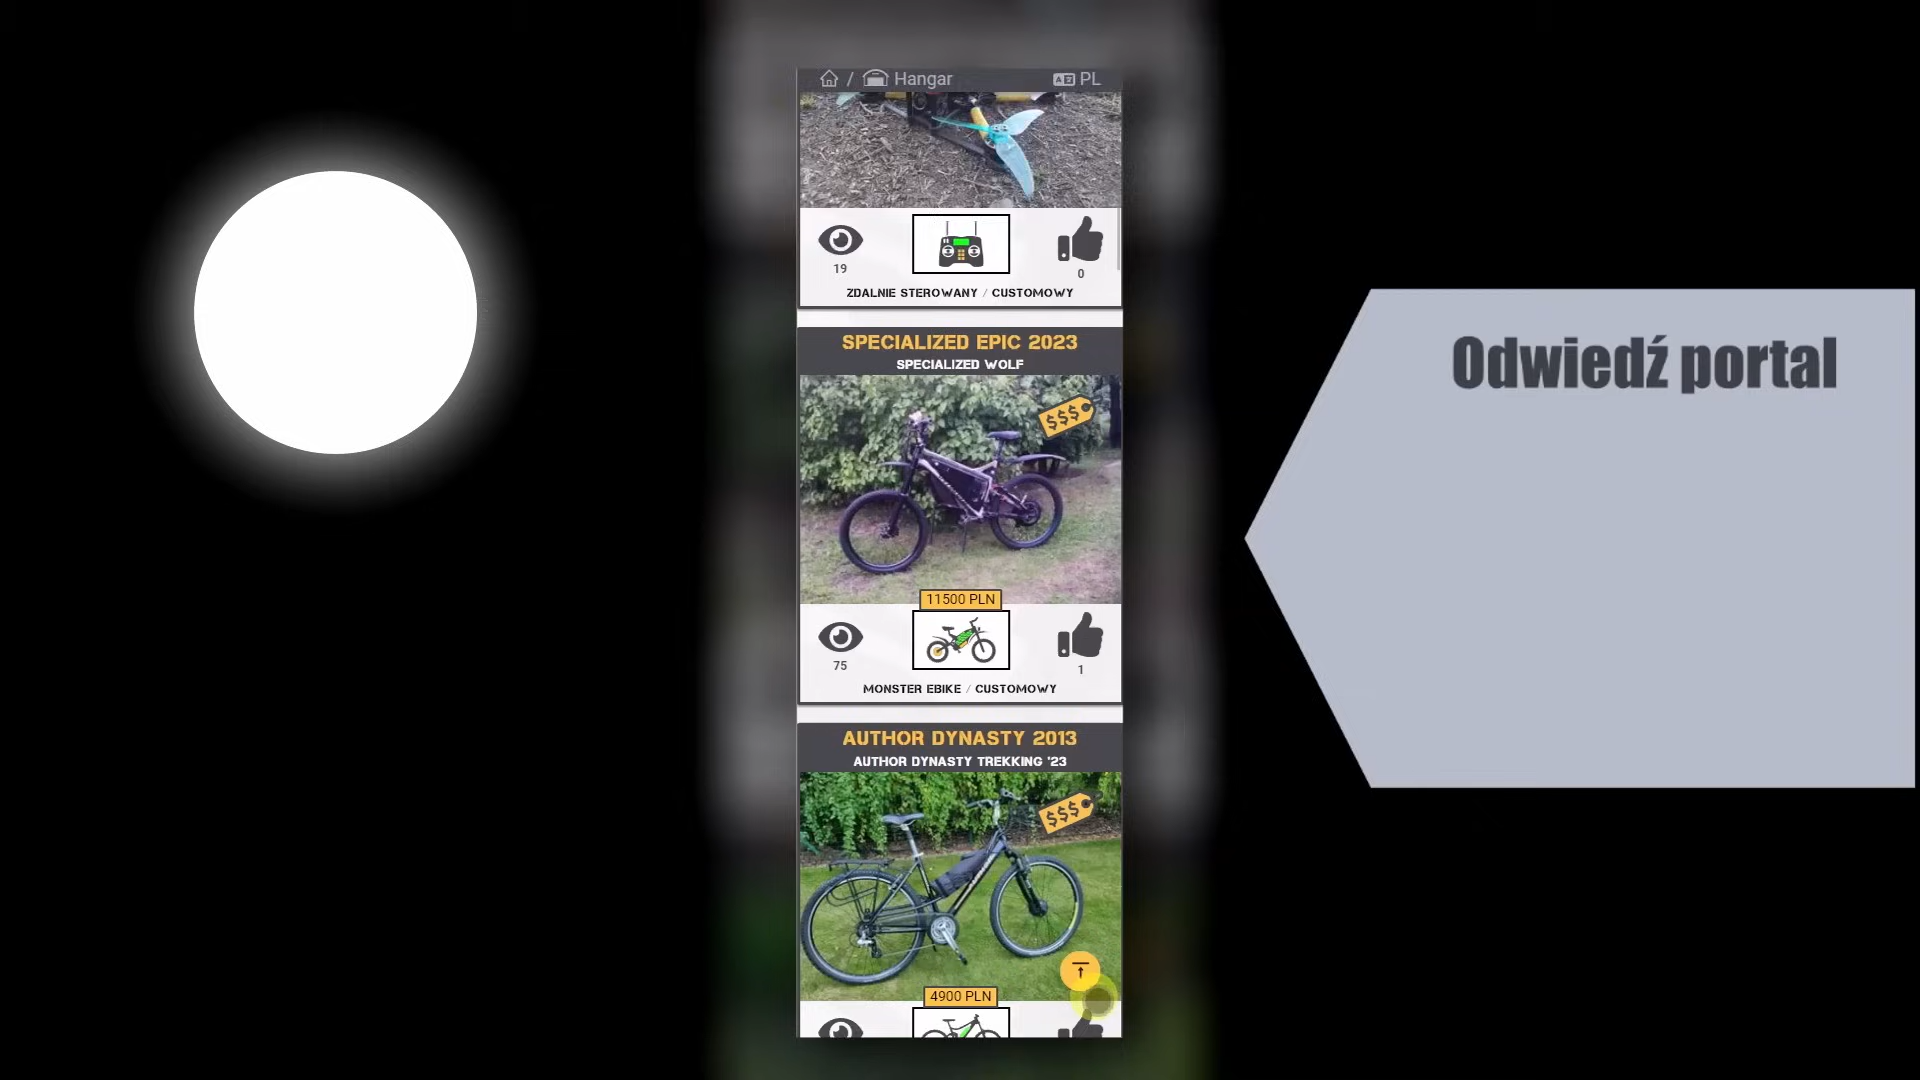 / Hangar
PL
19
0
ZDALNIE STEROWANY / CUSTOMOWY
SPECIALIZED EPIC 2023
SPECIALIZED WOLF
$$$
11500 PLN
75
1
MONSTER EBIKE / CUSTOMOWY
AUTHOR DYNASTY 2013
AUTHOR DYNASTY TREKKING '23
$$$
4900 PLN
Odwiedź portal